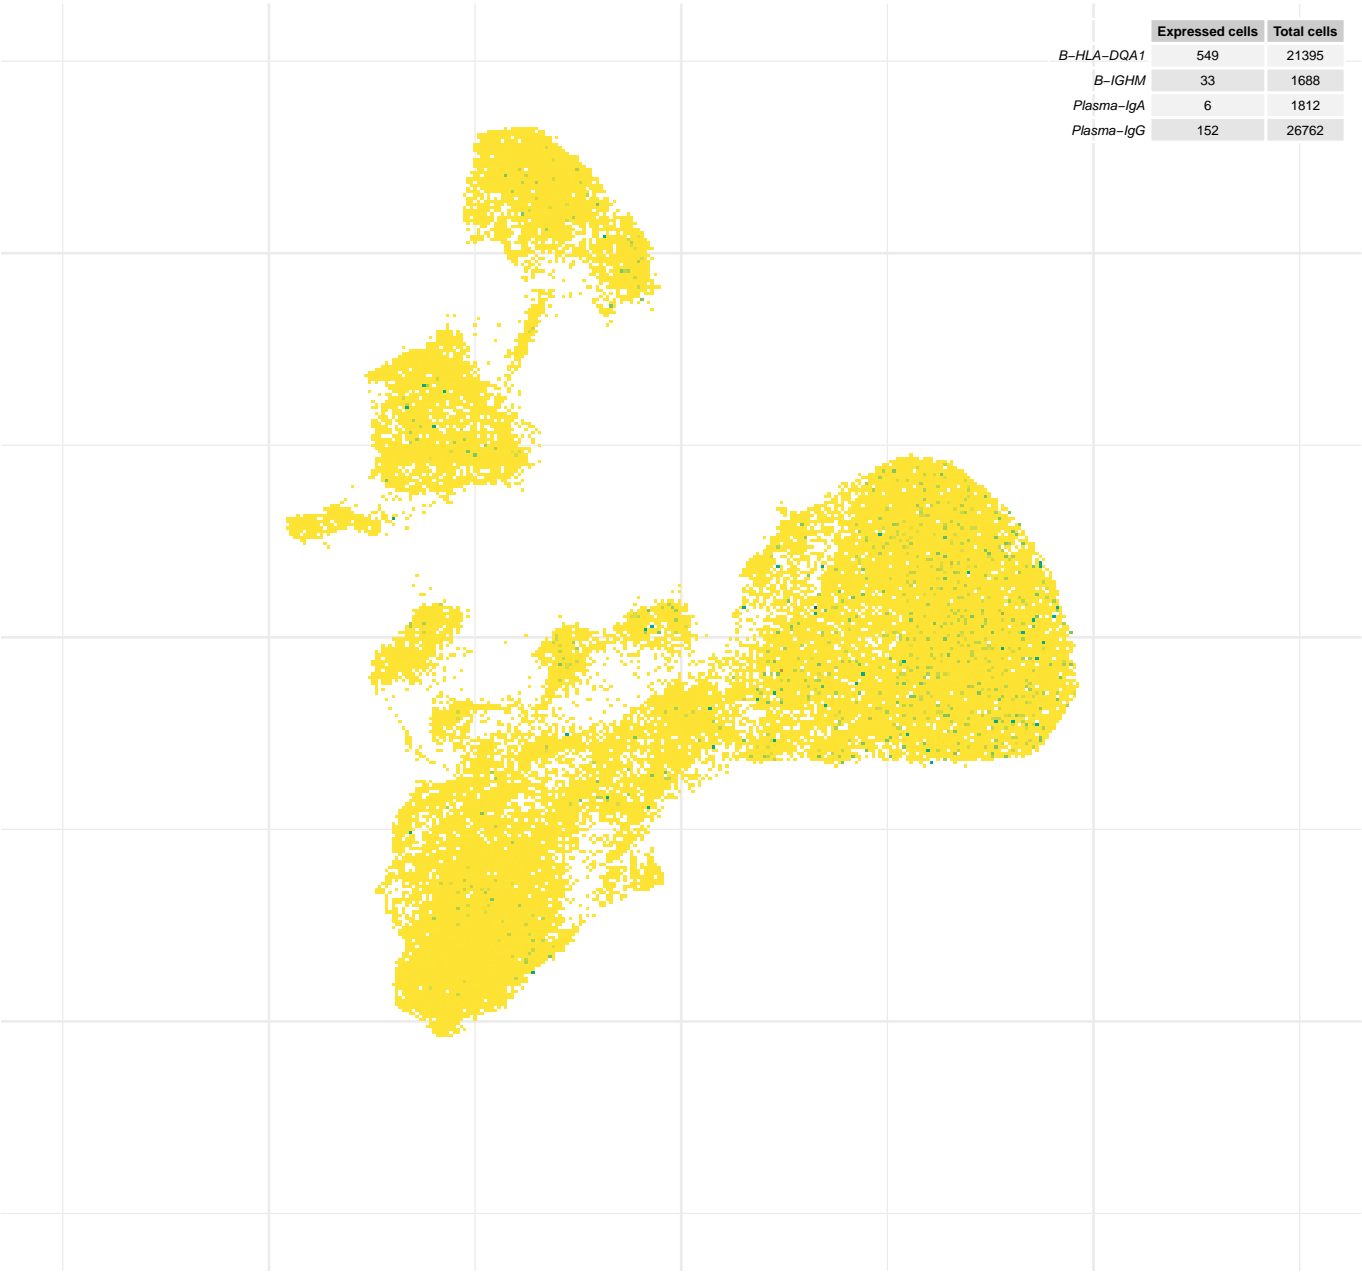 Expressed cells Total cells
B−HLA−DQA1 549 21395
B−IGHM 33 1688
Plasma−IgA 6 1812
Plasma−IgG 152 26762